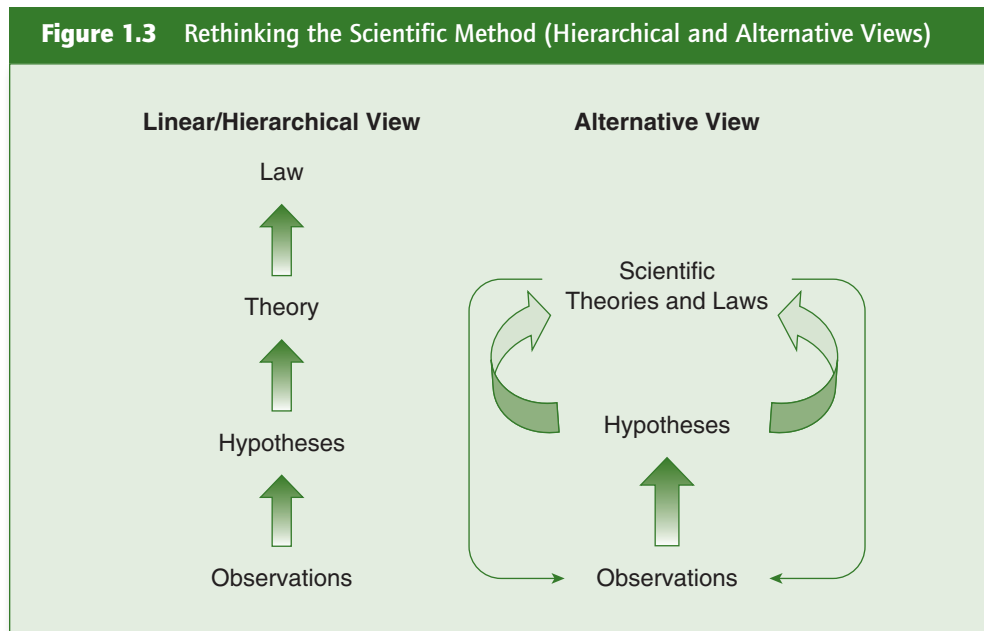 Figure 1.3 Rethinking the Scientific Method (Hierarchical and Alternative Views)
Linear/Hierarchical View
Law
Theory
Hypotheses
Observations
Alternative View
Scientific
Theories and Laws
Hypotheses
Observations